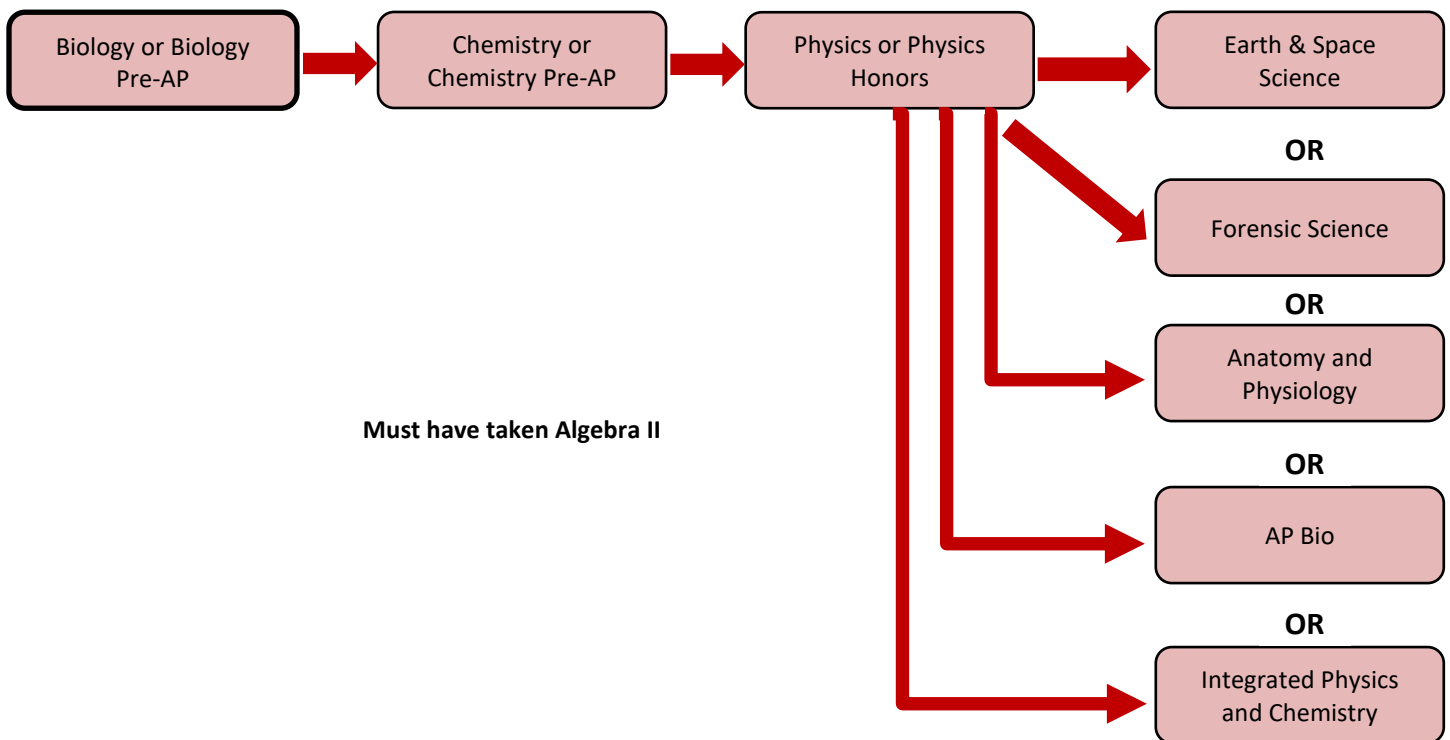 Biology or Biology
Pre-AP
Chemistry or
Chemistry Pre-AP
Physics or Physics
Honors
Earth & Space
Science
OR
Forensic Science
OR
Anatomy and
Physiology
Must have taken Algebra II
OR
AP Bio
OR
Integrated Physics
and Chemistry